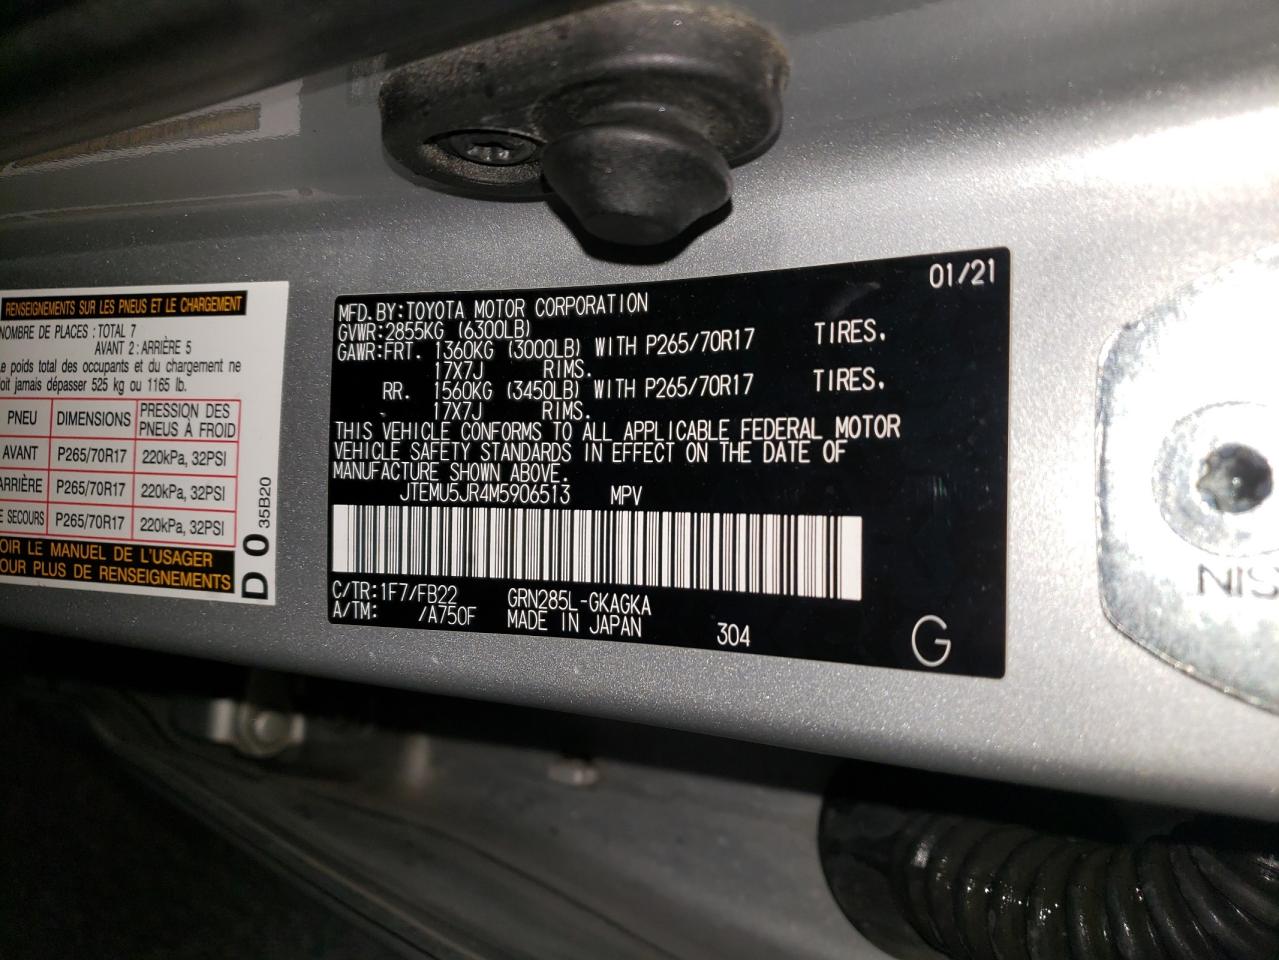 RENSEIGNEMENTS SUR LES PNEUS ET LE CHARGEMENT
NOMBRE DE PLACES : TOTAL 7
AVANT 2 : ARRIÈRE 5
Le poids total des occupants et du chargement ne
doit jamais dépasser 525 kg ou 1165 lb.
PNEU DIMENSIONS PRESSION DES PNEUS À FROID
AVANT P265/70R17 220kPa, 32PSI
ARRIÈRE P265/70R17 220kPa, 32PSI
DE SECOURS P265/70R17 220kPa, 32PSI
VOIR LE MANUEL DE L'USAGER
POUR PLUS DE RENSEIGNEMENTS
D 0 35B20
01/21
MFD.BY:TOYOTA MOTOR CORPORATION
GVWR:2855KG (6300LB)
GAWR:FRT. 1360KG (3000LB) WITH P265/70R17 TIRES.
17X7J RIMS.
RR. 1560KG (3450LB) WITH P265/70R17 TIRES.
17X7J RIMS.
THIS VEHICLE CONFORMS TO ALL APPLICABLE FEDERAL MOTOR
VEHICLE SAFETY STANDARDS IN EFFECT ON THE DATE OF
MANUFACTURE SHOWN ABOVE.
JTEMU5JR4M5906513 MPV
C/TR:1F7/FB22 GRN285L-GKAGKA
A/TM: /A750F MADE IN JAPAN 304
G